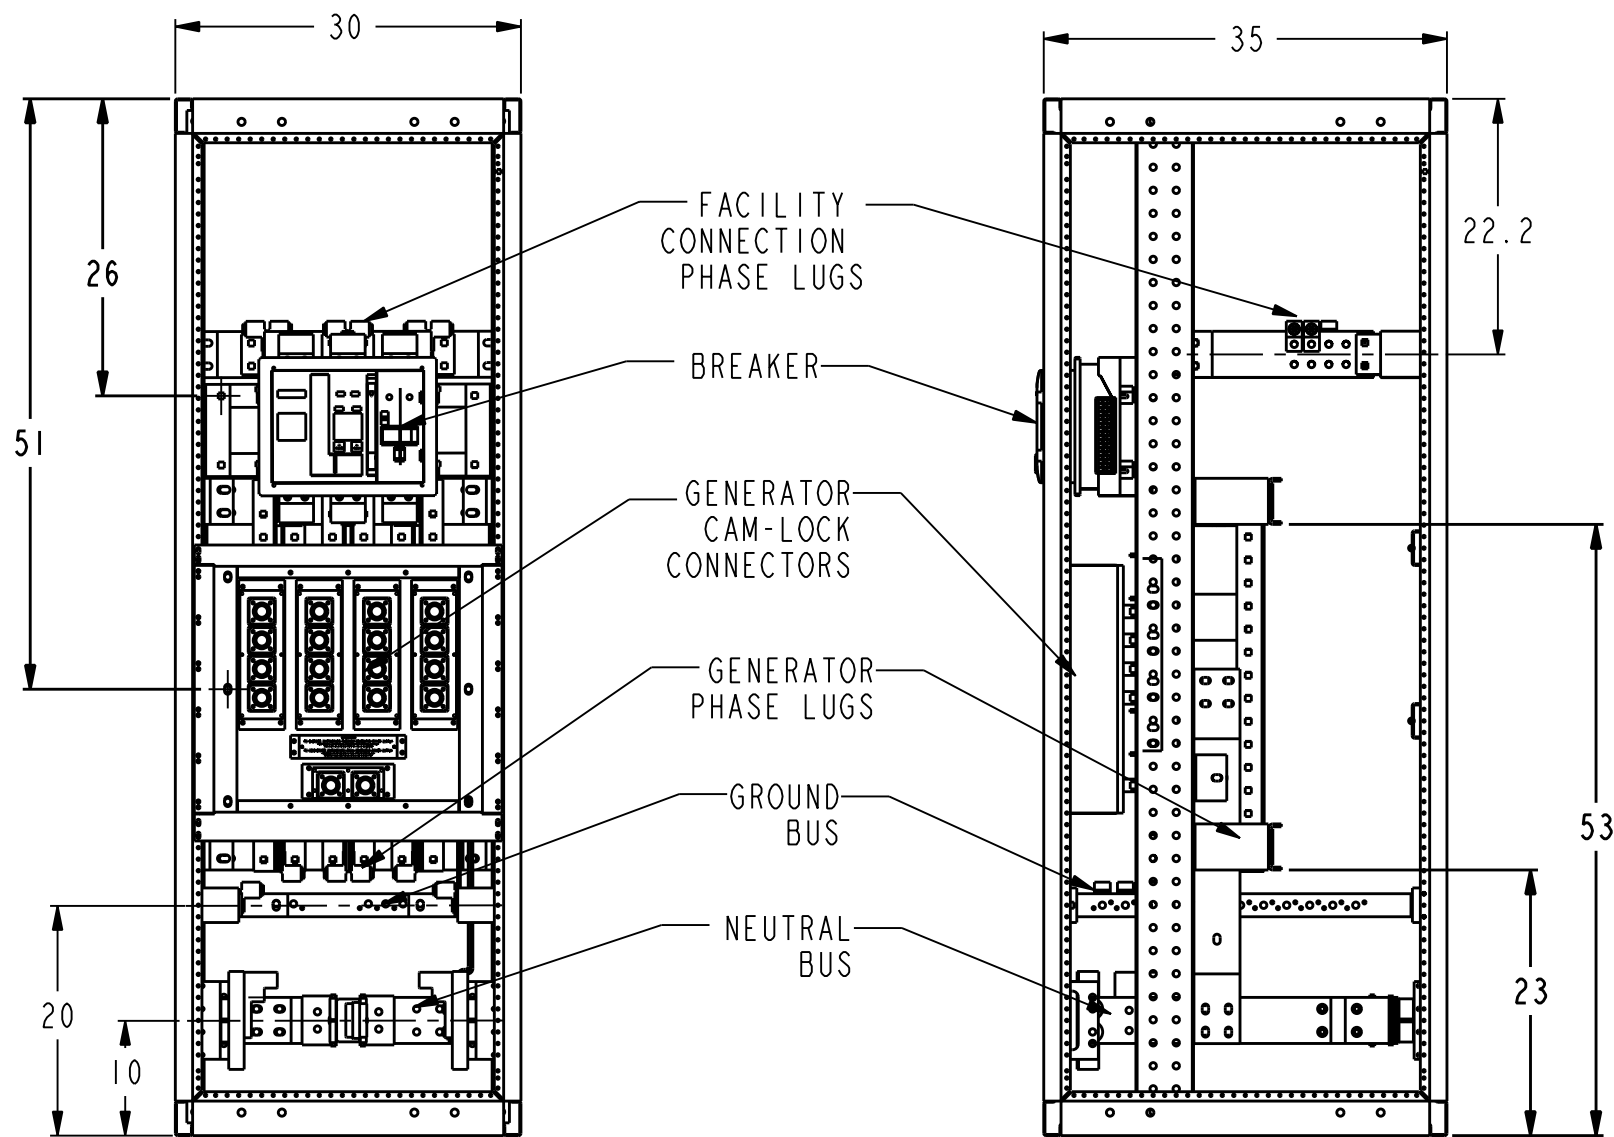 30
35
FACILITY
CONNECTION
PHASE LUGS
22.2
26
BREAKER
51
GENERATOR
CAM-LOCK
CONNECTORS
GENERATOR
PHASE LUGS
GROUND
BUS
53
NEUTRAL
BUS
23
20
10